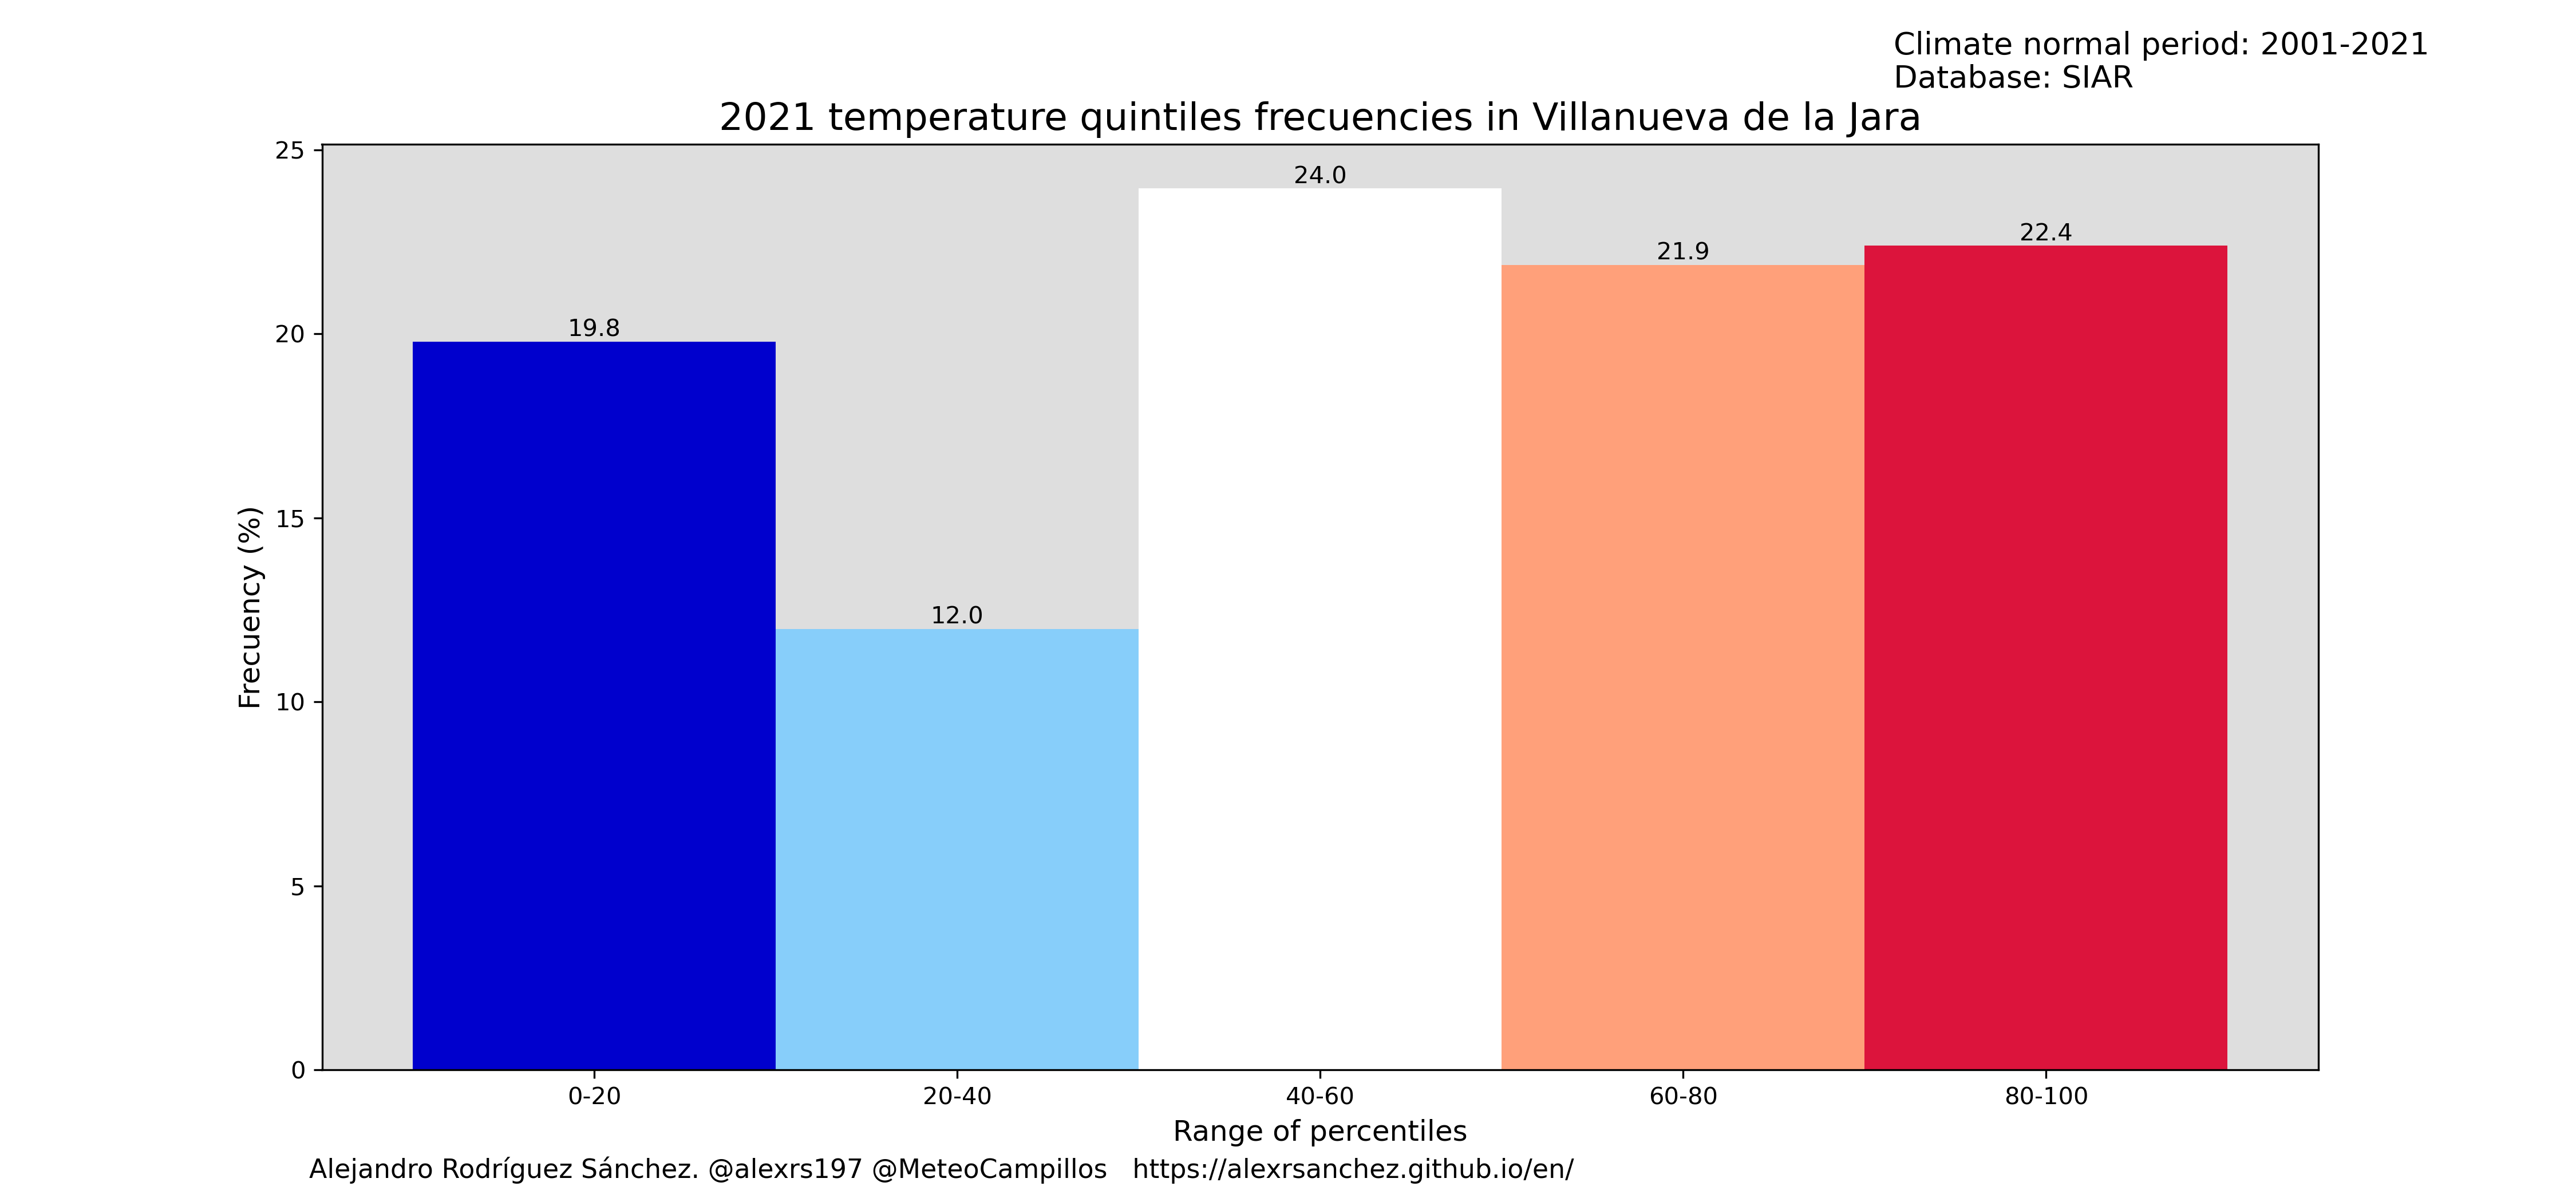 Climate normal period: 2001-2021
Database: SIAR
2021 temperature quintiles frecuencies in Villanueva de la Jara
25
20
15
10
5
0
Frecuency (%)
19.8
12.0
24.0
21.9
22.4
0-20
20-40
40-60
60-80
80-100
Range of percentiles
Alejandro Rodríguez Sánchez. @alexrs197 @MeteoCampillos https://alexrsanchez.github.io/en/